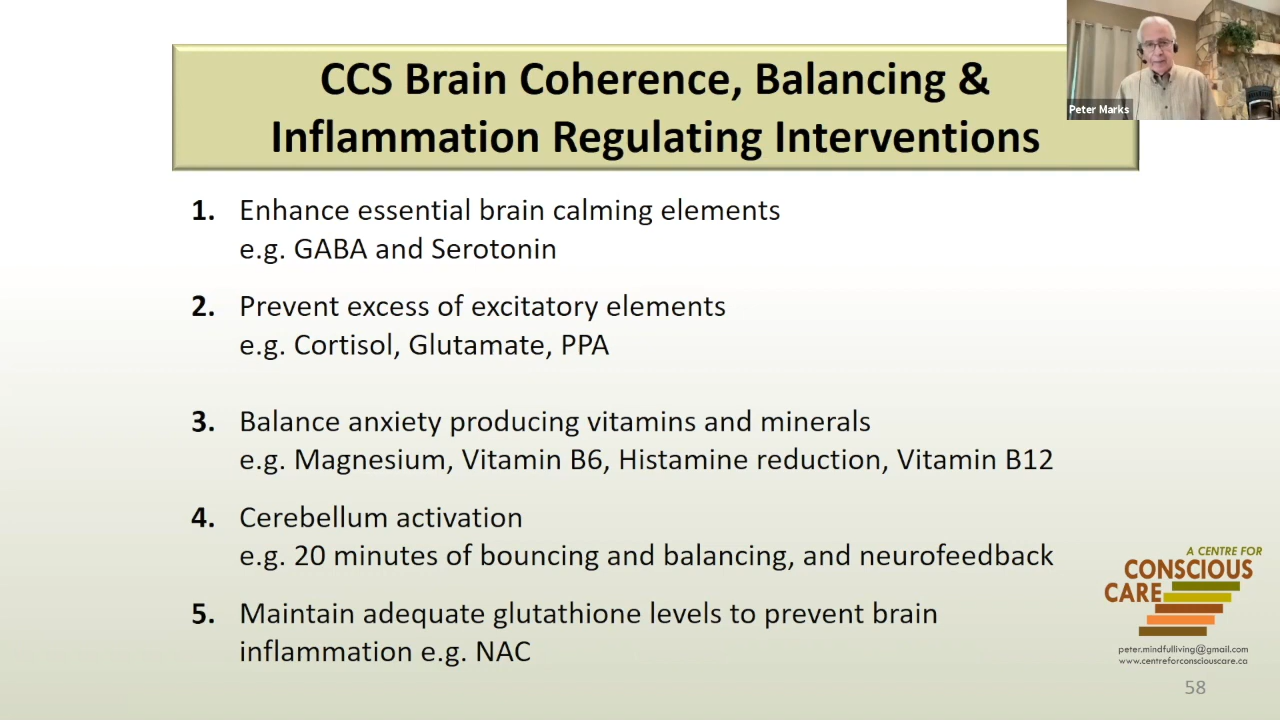 CCS Brain Coherence, Balancing &
Inflammation Regulating Interventions
Peter Marks
1. Enhance essential brain calming elements
e.g. GABA and Serotonin
2. Prevent excess of excitatory elements
e.g. Cortisol, Glutamate, PPA
3. Balance anxiety producing vitamins and minerals
e.g. Magnesium, Vitamin B6, Histamine reduction, Vitamin B12
4. Cerebellum activation
e.g. 20 minutes of bouncing and balancing, and neurofeedback
5. Maintain adequate glutathione levels to prevent brain
inflammation e.g. NAC
A CENTRE FOR
CONSCIOUS
CARE
peter.mindfulliving@gmail.com
www.centreforconsciouscare.ca
58